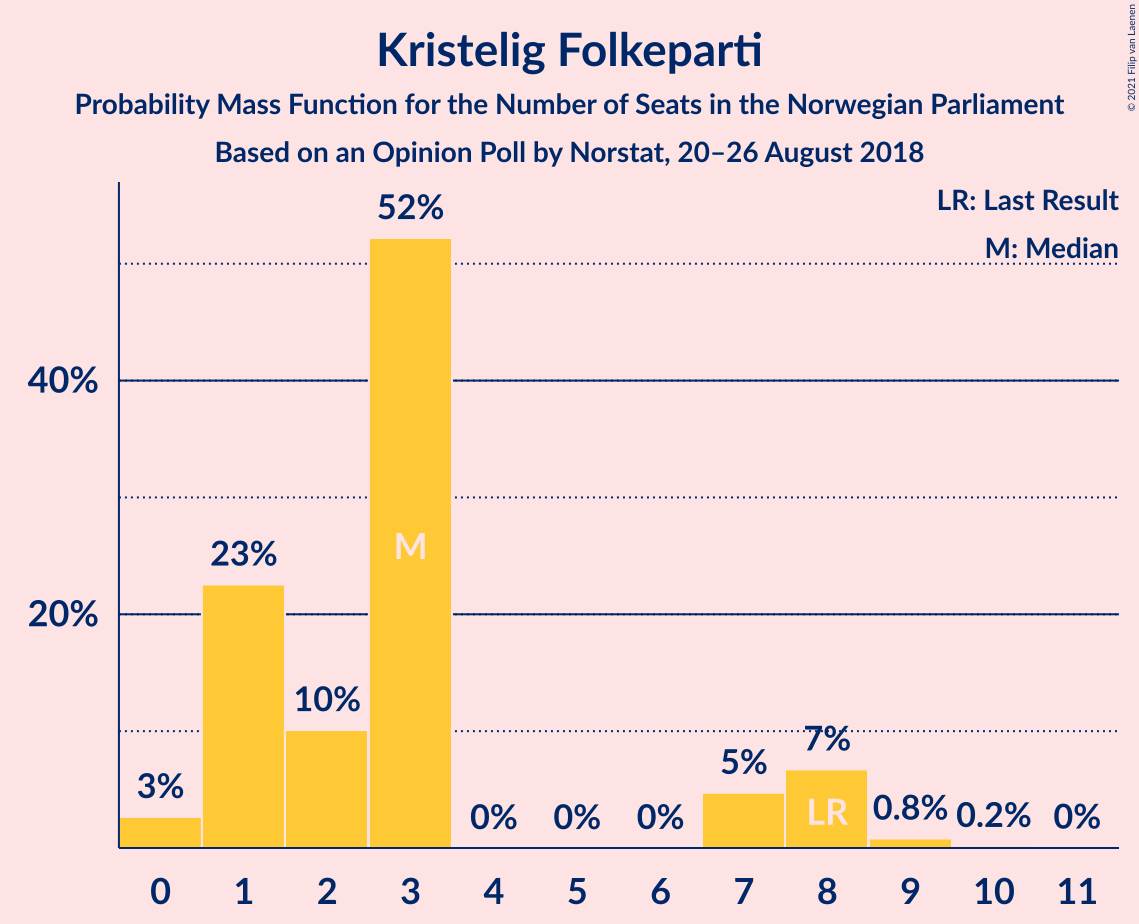 Kristelig Folkeparti
Probability Mass Function for the Number of Seats in the Norwegian Parliament
Based on an Opinion Poll by Norstat, 20–26 August 2018
© 2021 Filip van Laenen
LR: Last Result
M: Median
52%
40%
M
23%
20%
10%
7%
5%
3%
LR
0.8%
0.2%
0%
0%
0%
0%
0 1 2 3 4 5 6 7 8 9 10 11